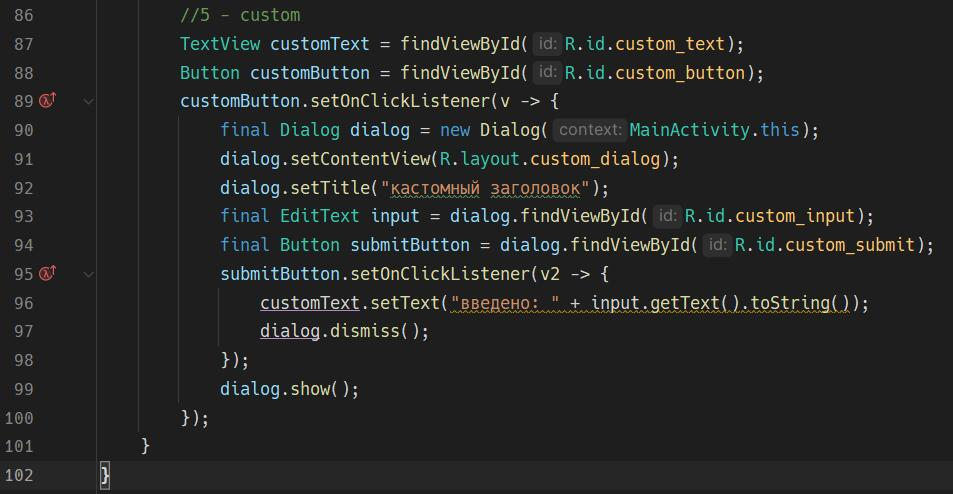 86 //5 - custom
87 TextView customText = findViewById( id: R.id.custom_text);
88 Button customButton = findViewById( id: R.id.custom_button);
89 customButton.setOnClickListener(v -> {
90 final Dialog dialog = new Dialog( context: MainActivity.this);
91 dialog.setContentView(R.layout.custom_dialog);
92 dialog.setTitle("кастомный заголовок");
93 final EditText input = dialog.findViewById( id: R.id.custom_input);
94 final Button submitButton = dialog.findViewById( id: R.id.custom_submit);
95 submitButton.setOnClickListener(v2 -> {
96 customText.setText("введено: " + input.getText().toString());
97 dialog.dismiss();
98 });
99 dialog.show();
100 });
101 }
102 }